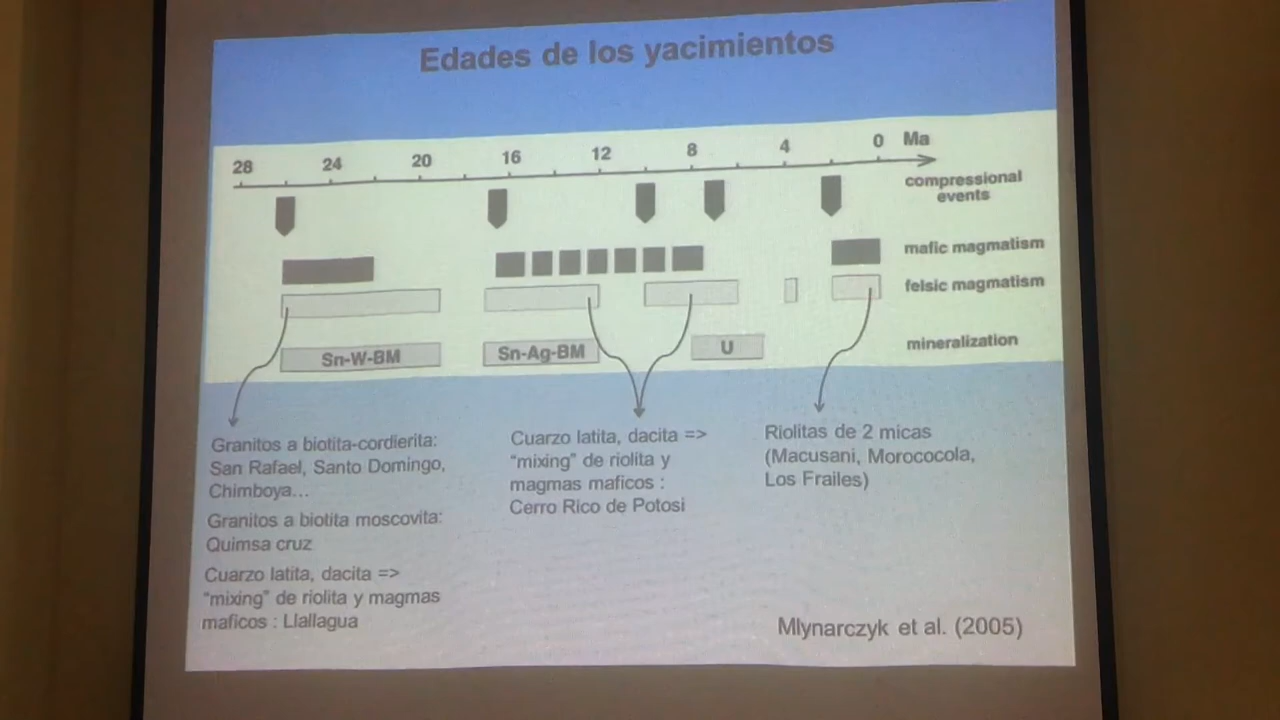 Edades de los yacimientos
28 24 20 16 12 8 4 0 Ma
compressional
events
mafic magmatism
felsic magmatism
mineralization
Sn-W-BM
Sn-Ag-BM
U
Granitos a biotita-cordierita:
San Rafael, Santo Domingo,
Chimboya...
Granitos a biotita moscovita:
Quimsa cruz
Cuarzo latita, dacita =>
"mixing" de riolita y magmas
maficos : Llallagua
Cuarzo latita, dacita =>
"mixing" de riolita y
magmas maficos :
Cerro Rico de Potosi
Riolitas de 2 micas
(Macusani, Morococola,
Los Frailes)
Mlynarczyk et al. (2005)